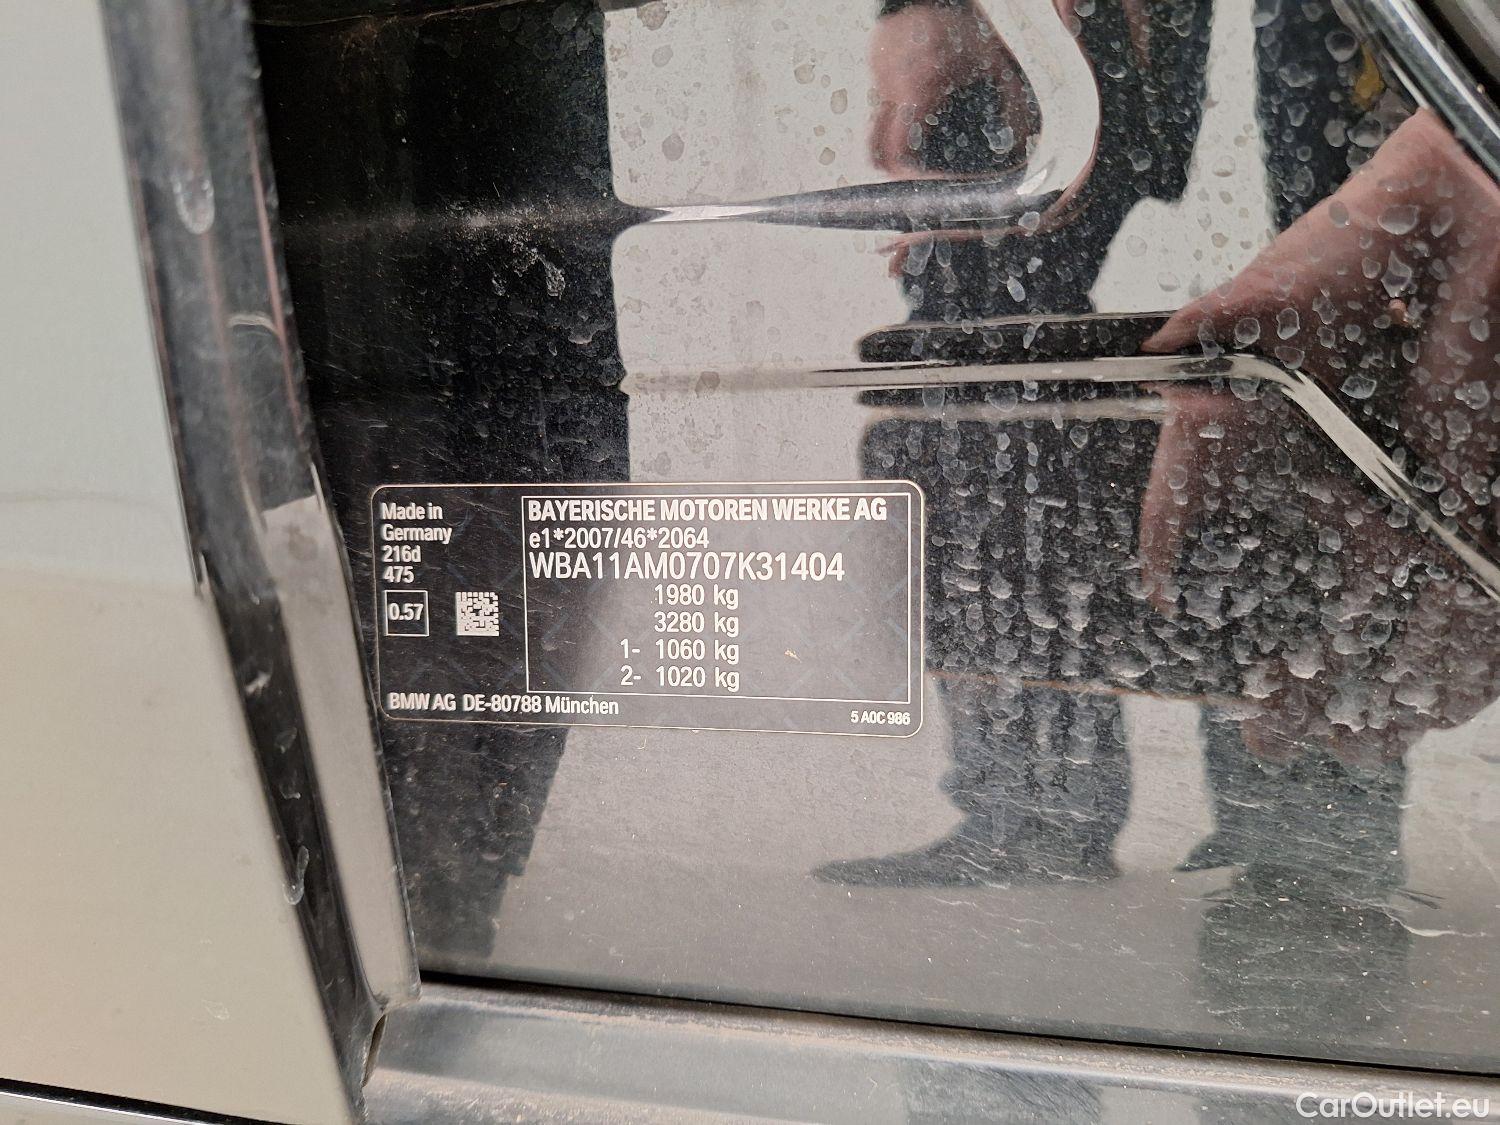 Made in
Germany
216d
475
0.57
BAYERISCHE MOTOREN WERKE AG
e1*2007/46*2064
WBA11AM0707K31404
1980 kg
3280 kg
1- 1060 kg
2- 1020 kg
BMW AG DE-80788 München
5 A0C 986
CarOutlet.eu